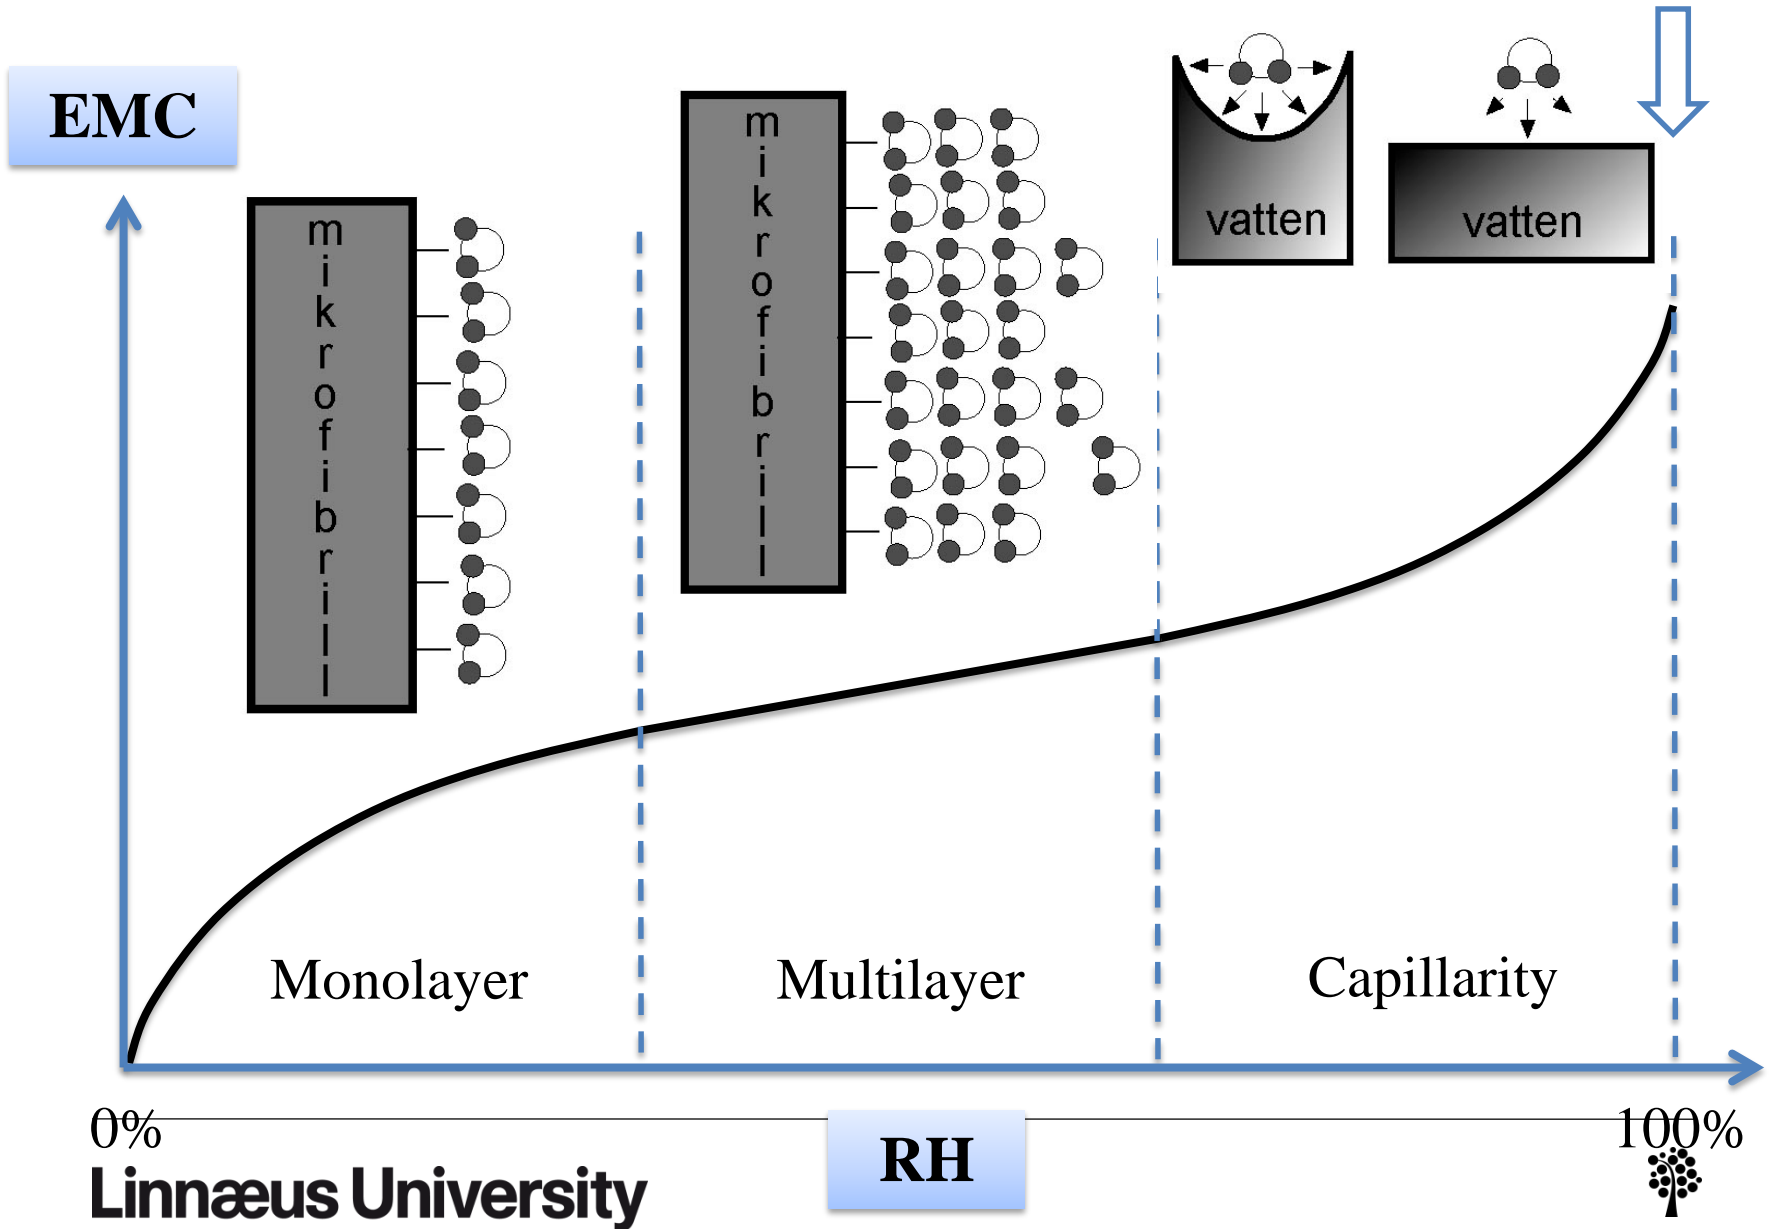 EMC
mikrofibrill
mikrofibrill
vatten
vatten
Monolayer
Multilayer
Capillarity
0%
RH
100%
Linnæus University